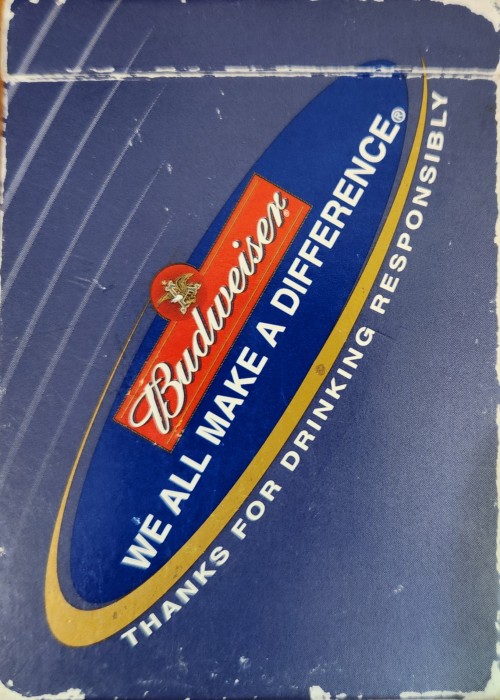 Budweiser®
WE ALL MAKE A DIFFERENCE®
THANKS FOR DRINKING RESPONSIBLY